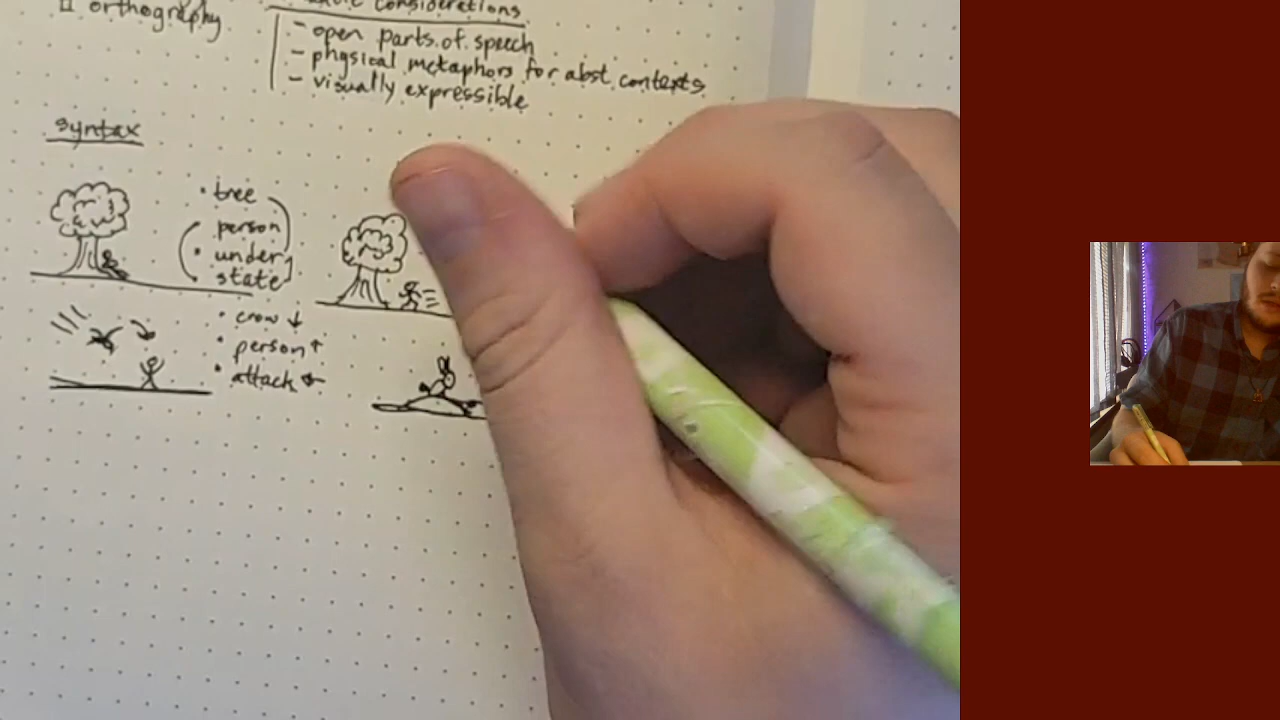 orthography
considerations
- open parts of speech
- physical metaphors for abst. contexts
- visually expressible
syntax
• tree
person
• under
state
• crow ↓
• person ↑
• attack